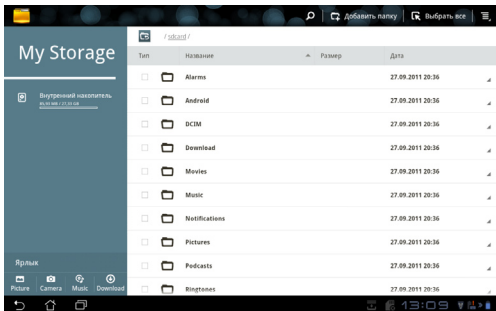 Добавить папку
Выбрать все
My Storage
/ sdcard /
Тип Название Размер Дата
Внутренний накопитель
Alarms 27.09.2011 20:36
Android 27.09.2011 20:36
DCIM 27.09.2011 20:36
Download 27.09.2011 20:36
Movies 27.09.2011 20:36
Music 27.09.2011 20:36
Notifications 27.09.2011 20:36
Pictures 27.09.2011 20:36
Podcasts 27.09.2011 20:36
Ringtones 27.09.2011 20:36
Ярлык
Picture Camera Music Download
13:09